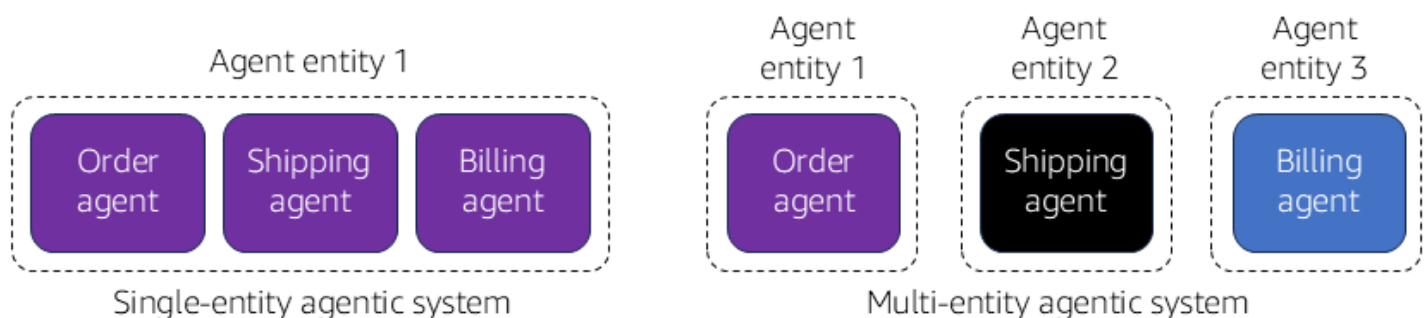 Agent entity 1
Order
agent
Shipping
agent
Billing
agent
Single-entity agentic system
Agent
entity 1
Agent
entity 2
Agent
entity 3
Order
agent
Shipping
agent
Billing
agent
Multi-entity agentic system